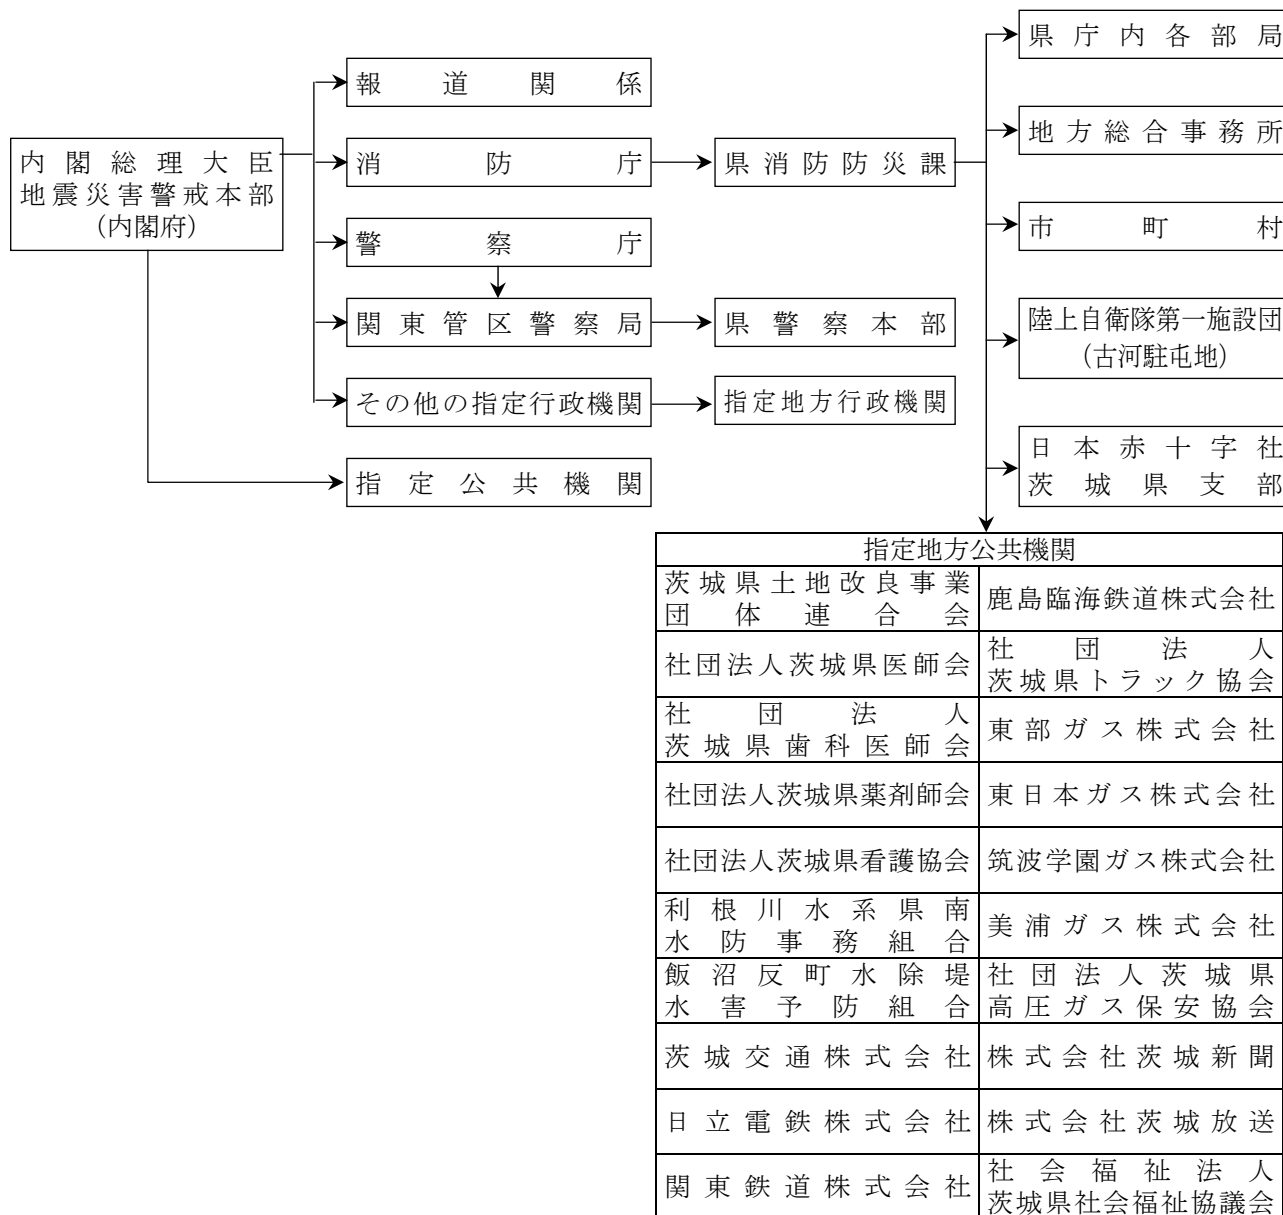 県庁内各部局
報道関係
地方総合事務所
内閣総理大臣
地震災害警戒本部
（内閣府）
消防庁
県消防防災課
警察庁
市町村
関東管区警察局
県警察本部
陸上自衛隊第一施設団
（古河駐屯地）
その他の指定行政機関
指定地方行政機関
指定公共機関
日本赤十字社
茨城県支部
指定地方公共機関
茨城県土地改良事業
団体連合会
鹿島臨海鉄道株式会社
社団法人茨城県医師会
社団法人
茨城県トラック協会
社団法人
茨城県歯科医師会
東部ガス株式会社
社団法人茨城県薬剤師会
東日本ガス株式会社
社団法人茨城県看護協会
筑波学園ガス株式会社
利根川水系県南
水防事務組合
美浦ガス株式会社
飯沼反町水除堤
水害予防組合
社団法人茨城県
高圧ガス保安協会
茨城交通株式会社
株式会社茨城新聞
日立電鉄株式会社
株式会社茨城放送
関東鉄道株式会社
社会福祉法人
茨城県社会福祉協議会